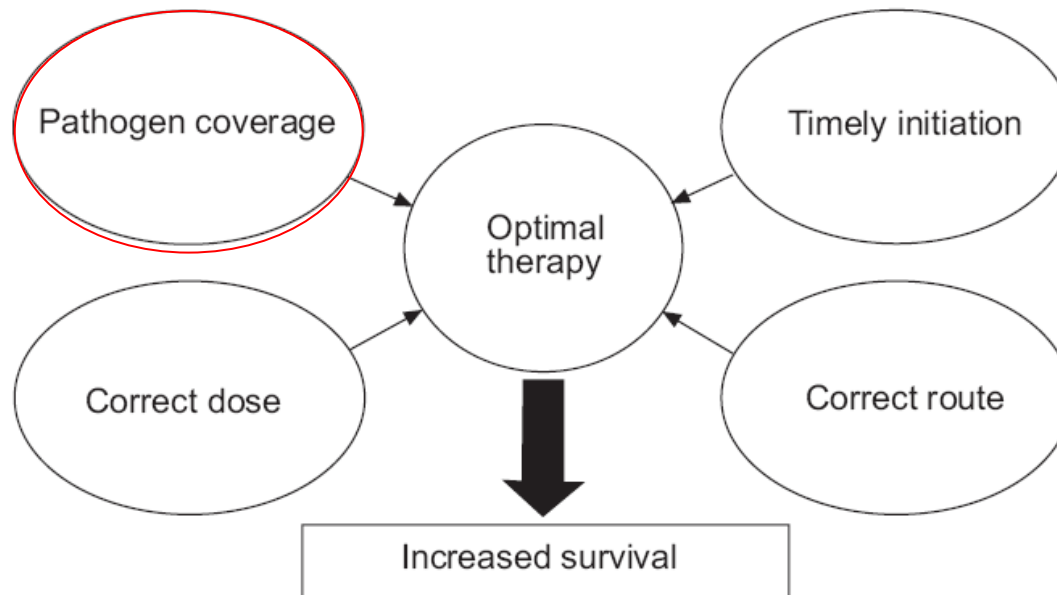 Pathogen coverage
Timely initiation
Optimal
therapy
Correct dose
Correct route
Increased survival